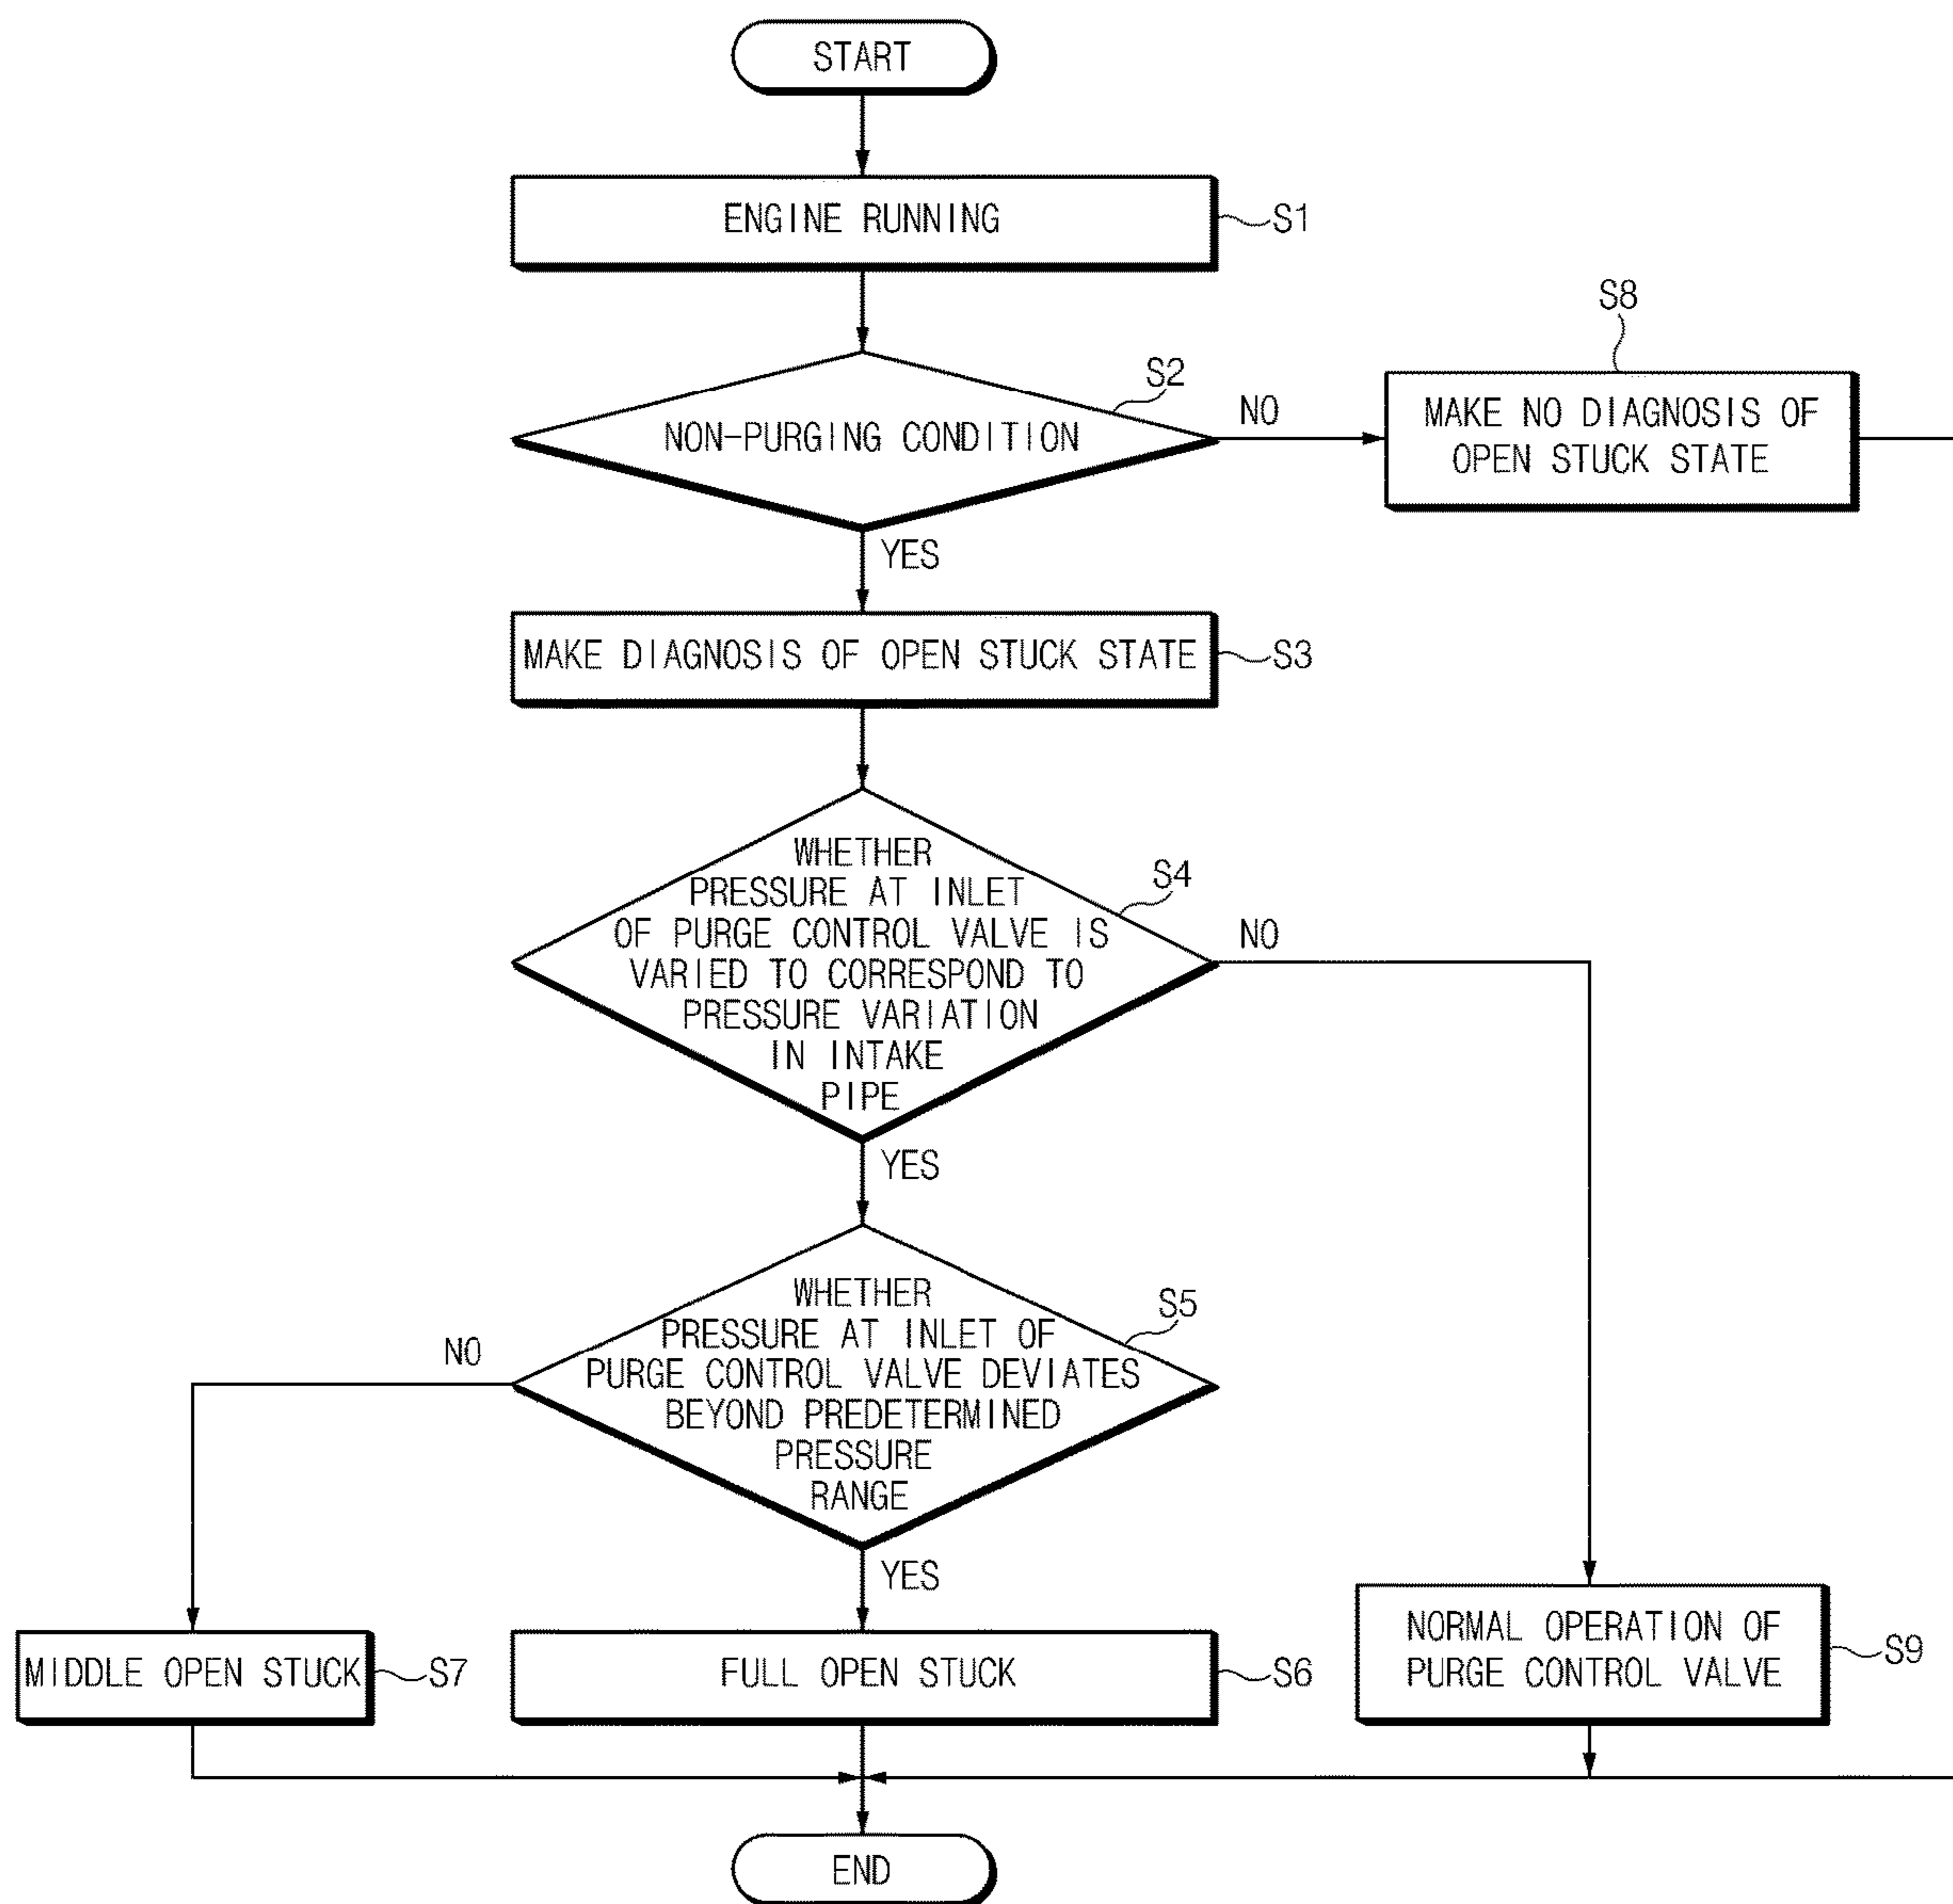 START
ENGINE RUNNING
S1
S2
NON-PURGING CONDITION
NO
S8
MAKE NO DIAGNOSIS OF
OPEN STUCK STATE
YES
MAKE DIAGNOSIS OF OPEN STUCK STATE
S3
WHETHER
PRESSURE AT INLET
OF PURGE CONTROL VALVE IS
VARIED TO CORRESPOND TO
PRESSURE VARIATION
IN INTAKE
PIPE
S4
NO
YES
WHETHER
PRESSURE AT INLET OF
PURGE CONTROL VALVE DEVIATES
BEYOND PREDETERMINED
PRESSURE
RANGE
S5
NO
YES
MIDDLE OPEN STUCK
S7
FULL OPEN STUCK
S6
NORMAL OPERATION OF
PURGE CONTROL VALVE
S9
END